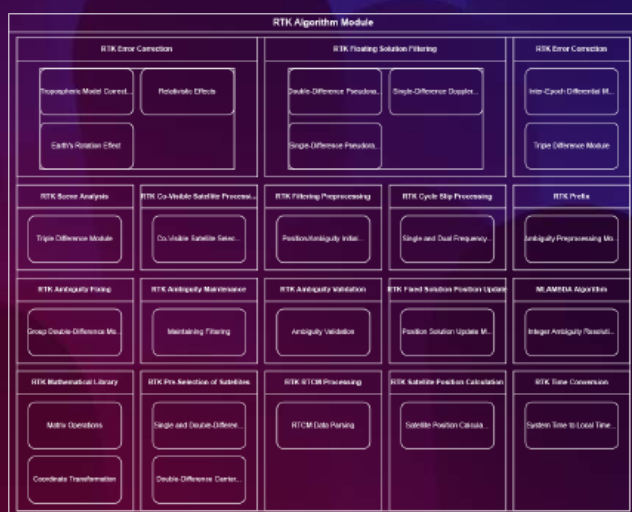 RTK Algorithm Module
RTK Error Correction
RTK Floating Solution Filtering
RTK Error Correction
Tropospheric Model Correct...
Relativistic Effects
Double-Difference Pseudora...
Single-Difference Doppler...
Inter-Epoch Differential M...
Earth's Rotation Effect
Single-Difference Pseudora...
Triple Difference Module
RTK Scene Analysis
RTK Co-Visible Satellite Processi...
RTK Filtering Preprocessing
RTK Cycle Slip Processing
RTK Prefix
Triple Difference Module
Co-Visible Satellite Selec...
Position/Ambiguity Initial...
Single and Dual Frequency...
Ambiguity Preprocessing Mo...
RTK Ambiguity Fixing
RTK Ambiguity Maintenance
RTK Ambiguity Validation
RTK Fixed Solution Position Update
MLAMBDA Algorithm
Group Double-Difference Mo...
Maintaining Filtering
Ambiguity Validation
Position Solution Update M...
Integer Ambiguity Resoluti...
RTK Mathematical Library
RTK Pre-Selection of Satellites
RTK RTCM Processing
RTK Satellite Position Calculation
RTK Time Conversion
Matrix Operations
Single and Double-Differe...
RTCM Data Parsing
Satellite Position Calcula...
System Time to Local Time...
Coordinate Transformation
Double-Difference Carrier...